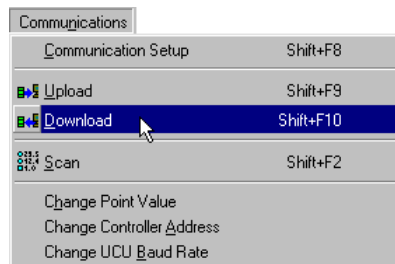 Communications
Communication Setup Shift+F8
Upload Shift+F9
Download Shift+F10
Scan Shift+F2
Change Point Value
Change Controller Address
Change UCU Baud Rate